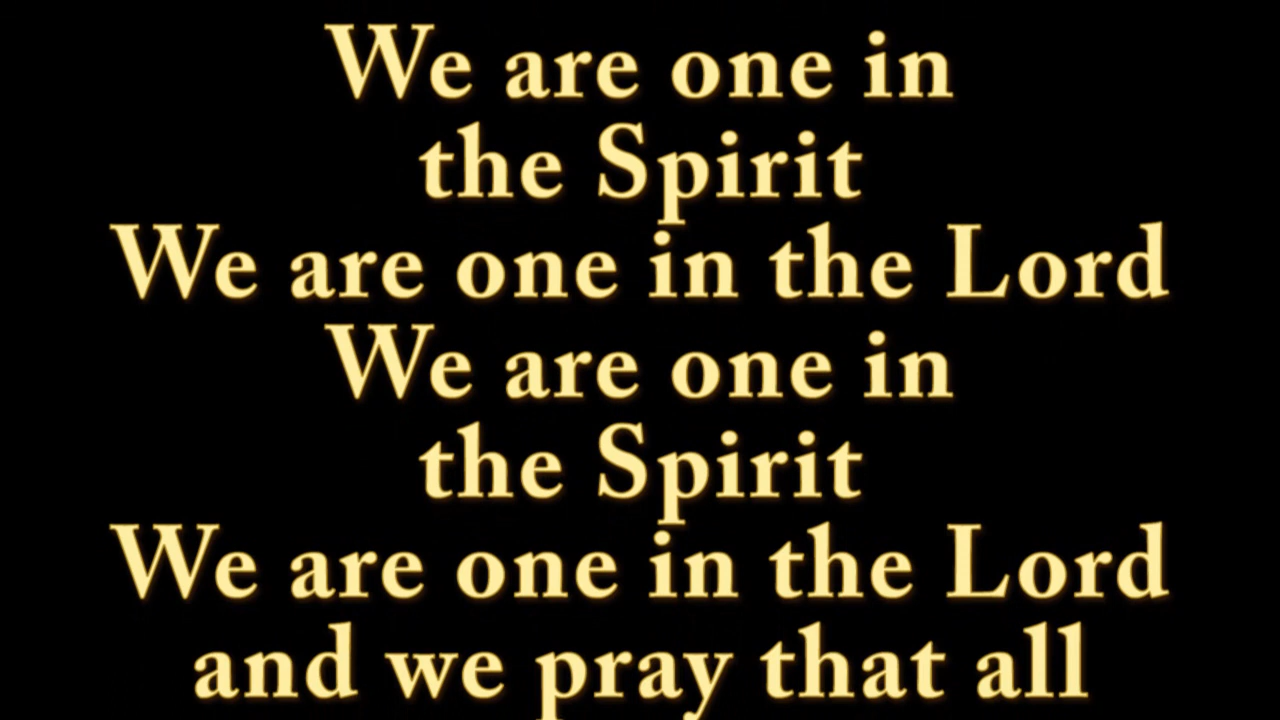 We are one in
the Spirit
We are one in the Lord
We are one in
the Spirit
We are one in the Lord
and we pray that all